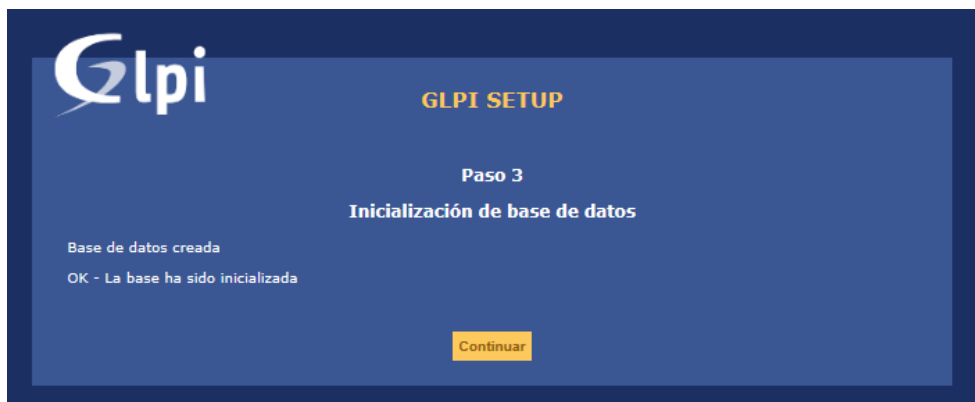 Glpi
GLPI SETUP
Paso 3
Inicialización de base de datos
Base de datos creada
OK - La base ha sido inicializada
Continuar